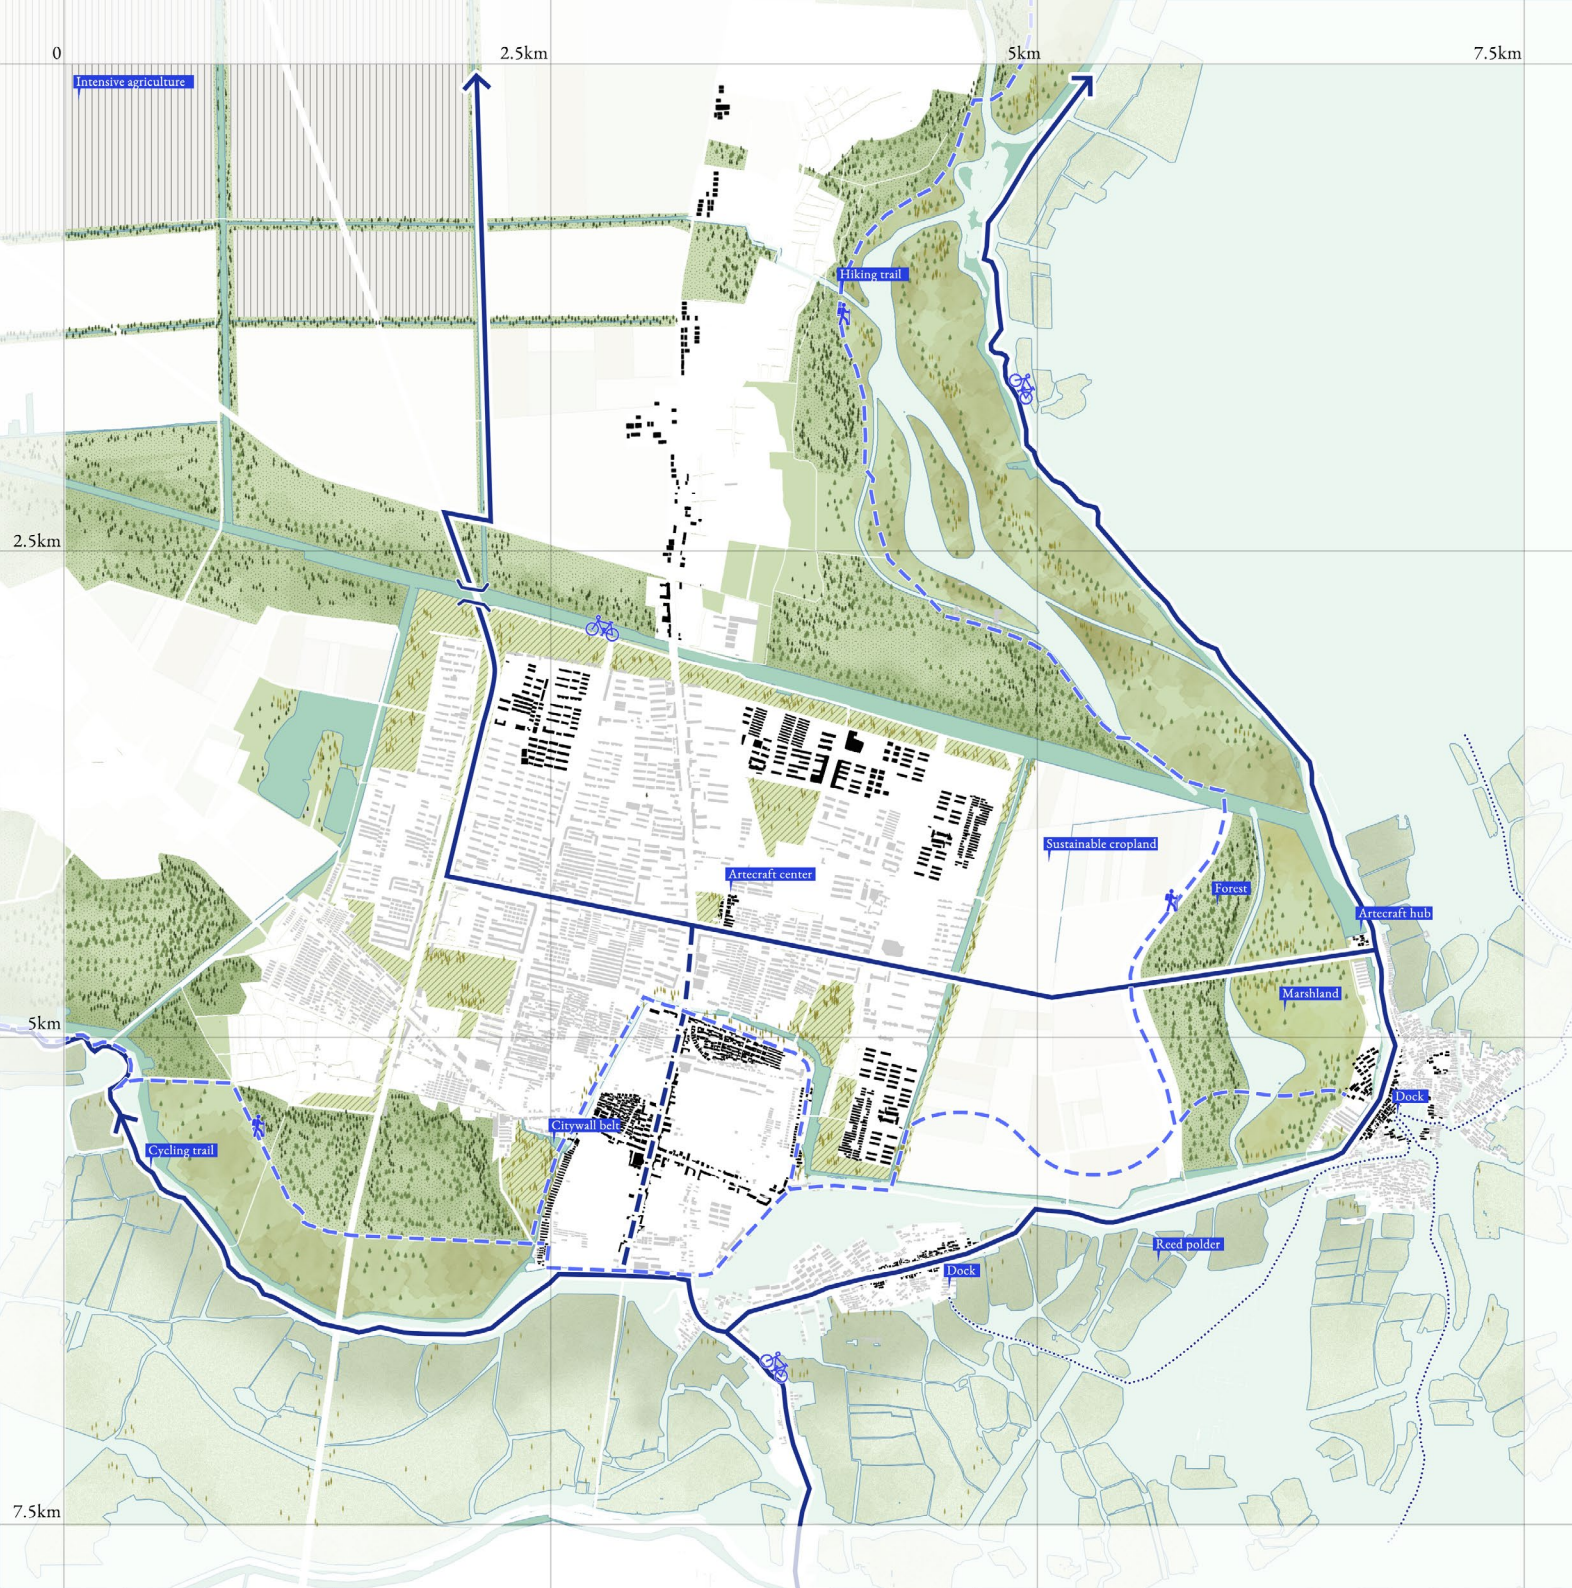 0
2.5km
5km
7.5km
Intensive agriculture
Hiking trail
2.5km
Sustainable cropland
Artecraft center
Forest
Artecraft hub
Marshland
5km
Dock
Citywall belt
Cycling trail
Reed polder
Dock
7.5km